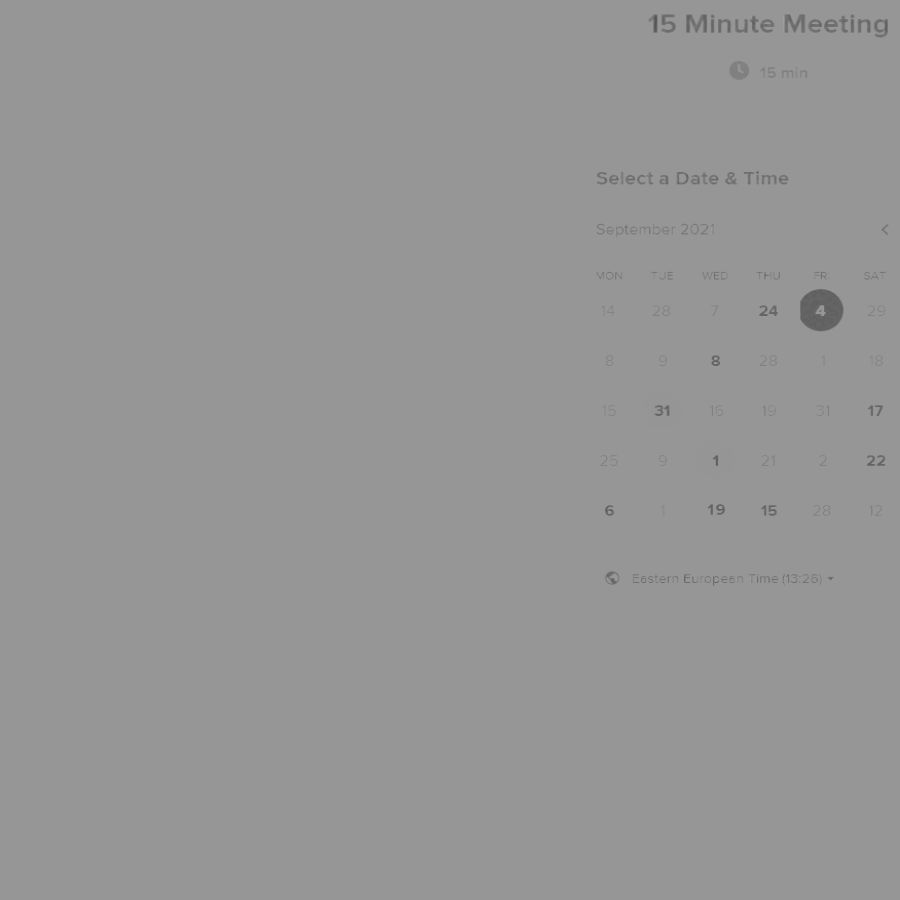 15 Minute Meeting
15 min
Select a Date & Time
September 2021
MON TUE WED THU FRI SAT
14 28 7 24 4 29
8 9 8 28 1 18
15 31 16 19 31 17
25 9 1 21 2 22
6 1 19 15 28 12
Eastern European Time (13:26)